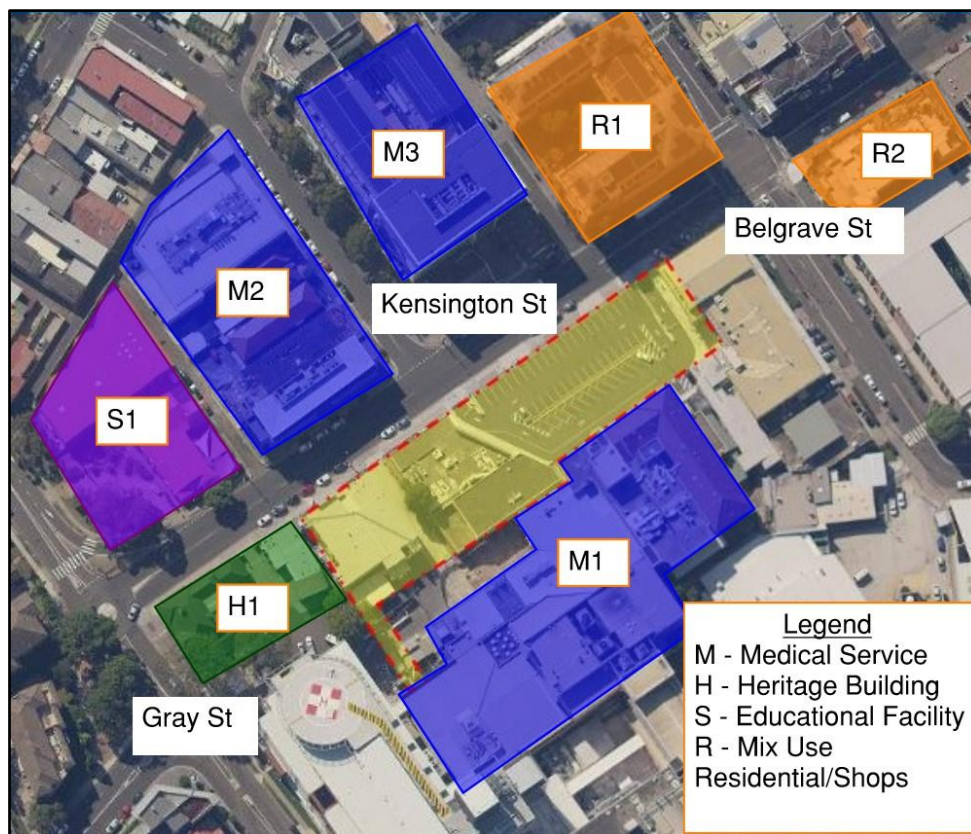 M3
R1
R2
Belgrave St
M2
Kensington St
S1
M1
H1
Gray St
H
Legend
M - Medical Service
H - Heritage Building
S - Educational Facility
R - Mix Use
Residential/Shops